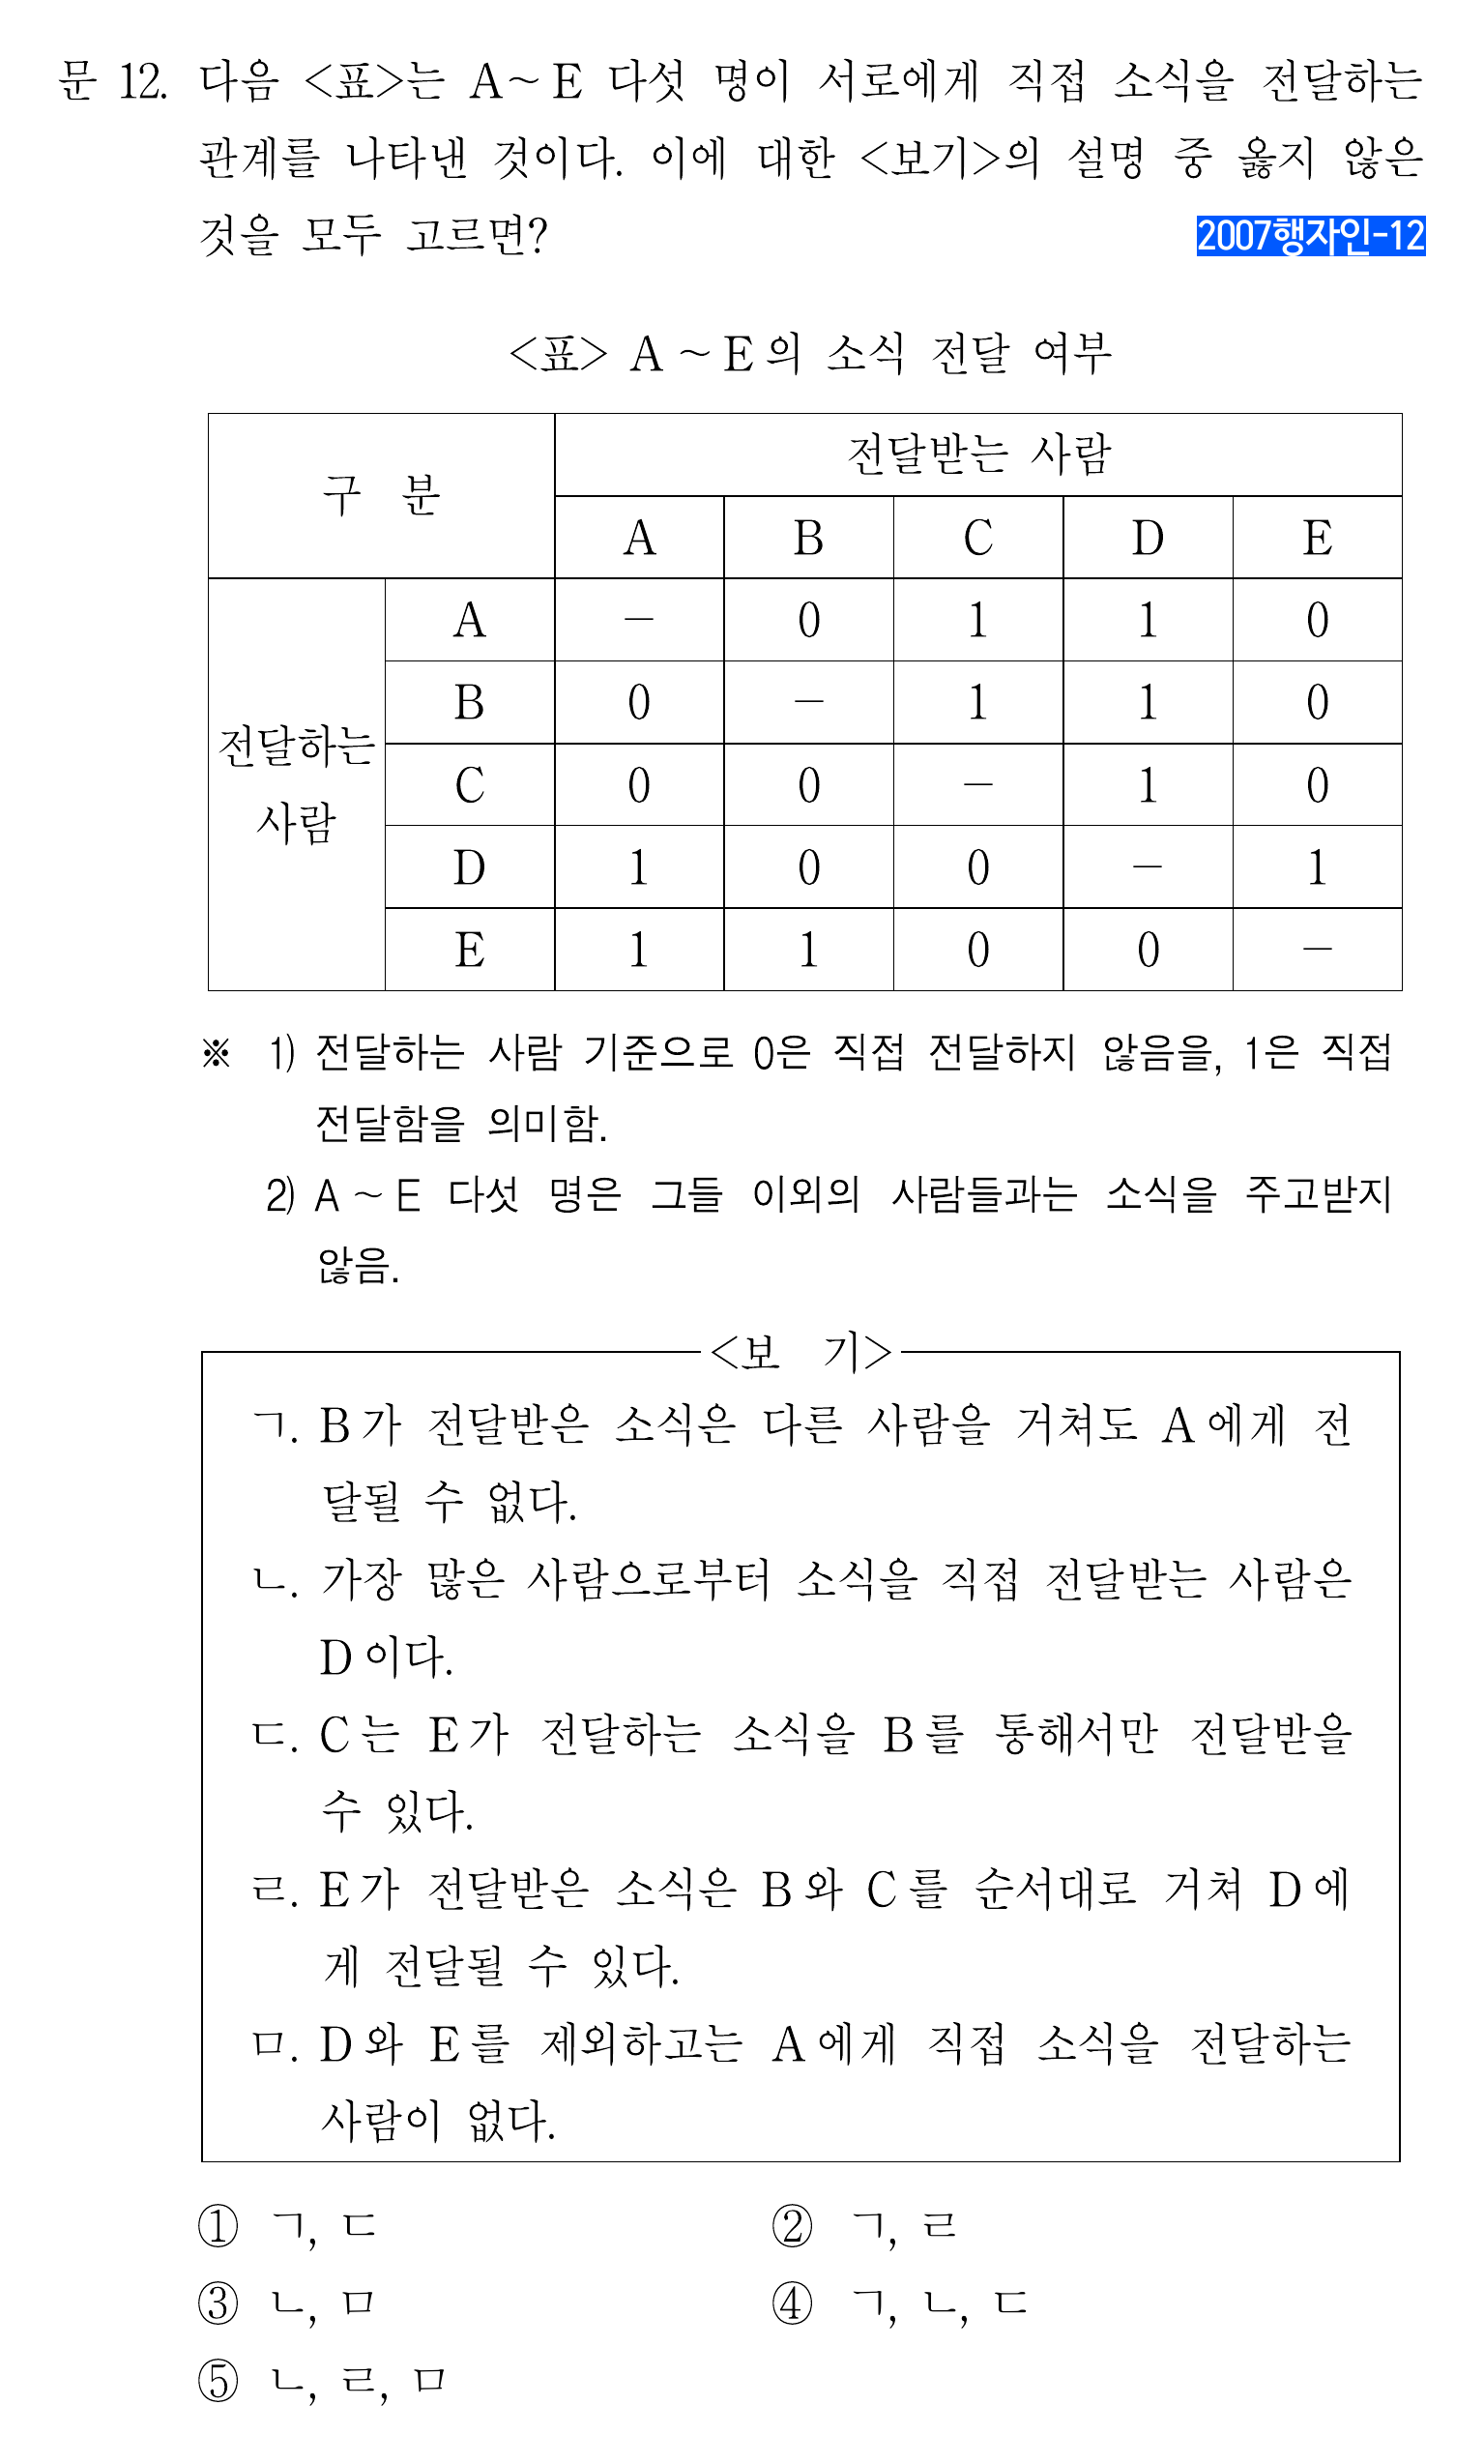 문 12. 다음 <표>는 A~E 다섯 명이 서로에게 직접 소식을 전달하는
관계를 나타낸 것이다. 이에 대한 <보기>의 설명 중 옳지 않은
것을 모두 고르면?
2007행자인-12
<표> A~E의 소식 전달 여부
구 분 전달받는 사람
A B C D E
전달하는 사람
A － 0 1 1 0
B 0 － 1 1 0
C 0 0 － 1 0
D 1 0 0 － 1
E 1 1 0 0 －
※ 1) 전달하는 사람 기준으로 0은 직접 전달하지 않음을, 1은 직접
전달함을 의미함.
2) A~E 다섯 명은 그들 이외의 사람들과는 소식을 주고받지
않음.
<보 기>
ㄱ. B가 전달받은 소식은 다른 사람을 거쳐도 A에게 전
달될 수 없다.
ㄴ. 가장 많은 사람으로부터 소식을 직접 전달받는 사람은
D이다.
ㄷ. C는 E가 전달하는 소식을 B를 통해서만 전달받을
수 있다.
ㄹ. E가 전달받은 소식은 B와 C를 순서대로 거쳐 D에
게 전달될 수 있다.
ㅁ. D와 E를 제외하고는 A에게 직접 소식을 전달하는
사람이 없다.
① ㄱ, ㄷ ② ㄱ, ㄹ
③ ㄴ, ㅁ ④ ㄱ, ㄴ, ㄷ
⑤ ㄴ, ㄹ, ㅁ